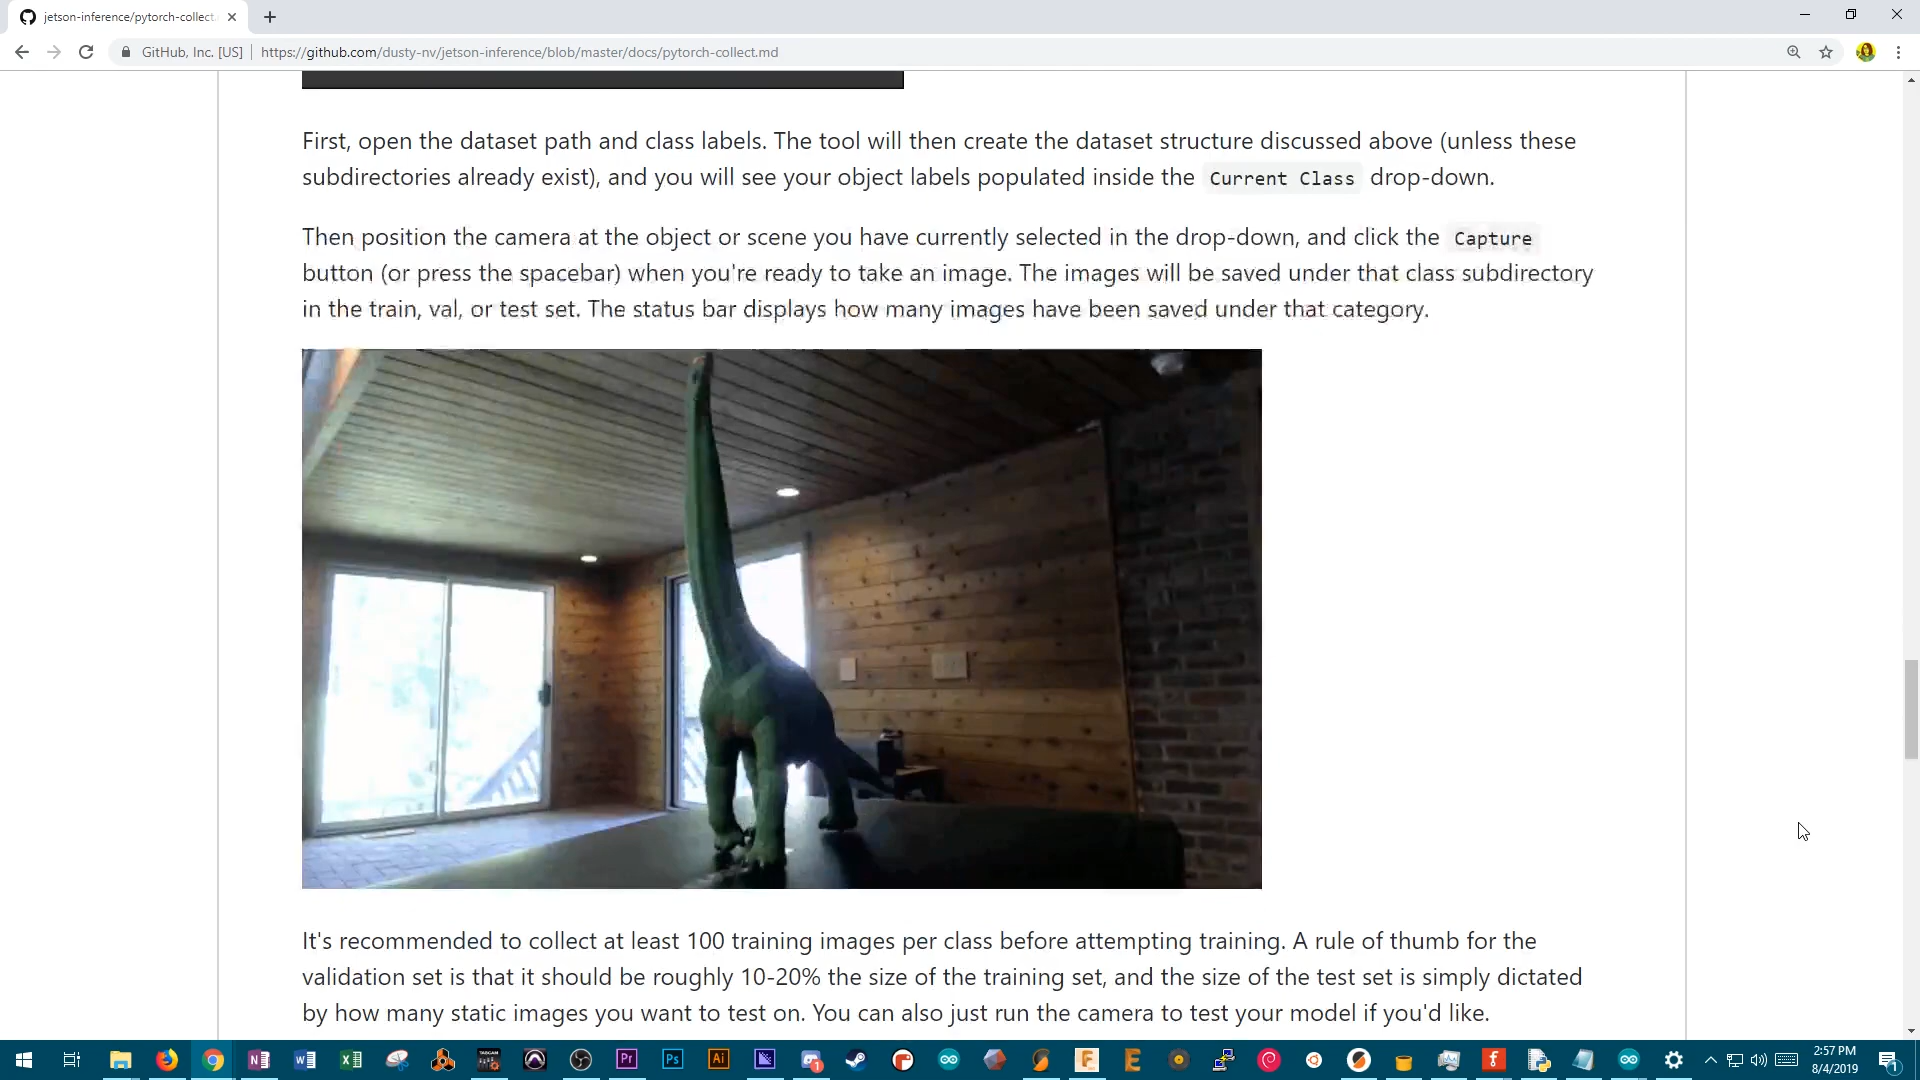 jetson-inference/pytorch-collect.
GitHub, Inc. [US]
https://github.com/dusty-nv/jetson-inference/blob/master/docs/pytorch-collect.md
First, open the dataset path and class labels. The tool will then create the dataset structure discussed above (unless these
subdirectories already exist), and you will see your object labels populated inside the Current Class drop-down.
Then position the camera at the object or scene you have currently selected in the drop-down, and click the Capture
button (or press the spacebar) when you're ready to take an image. The images will be saved under that class subdirectory
in the train, val, or test set. The status bar displays how many images have been saved under that category.
It's recommended to collect at least 100 training images per class before attempting training. A rule of thumb for the
validation set is that it should be roughly 10-20% the size of the training set, and the size of the test set is simply dictated
by how many static images you want to test on. You can also just run the camera to test your model if you'd like.
2:57 PM
8/4/2019